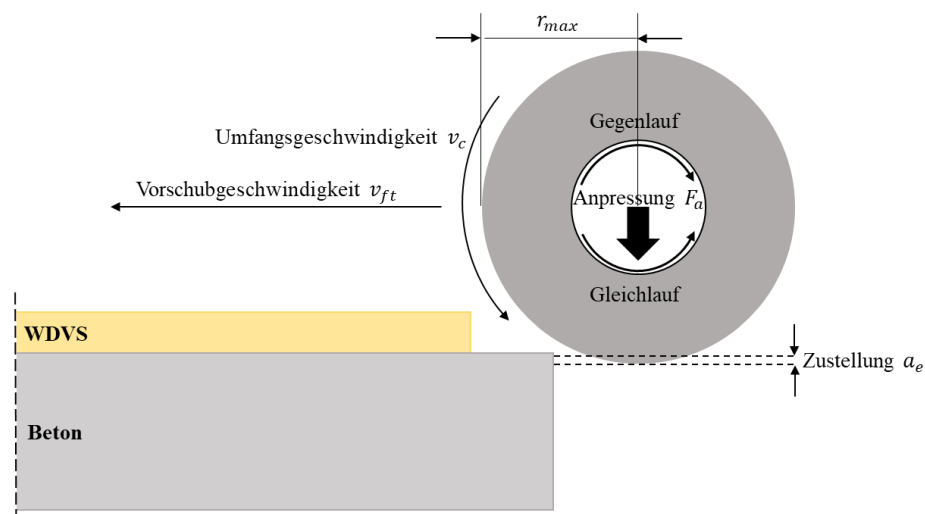 r_max
Gegenlauf
Umfangsgeschwindigkeit v_c
Vorschubgeschwindigkeit v_ft
Anpressung F_a
Gleichlauf
WDVS
Zustellung a_e
Beton